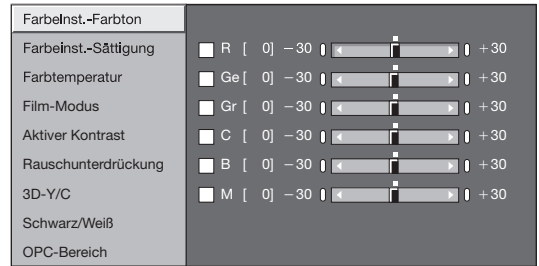 Farbeinst.-Farbton
Farbeinst.-Sättigung
Farbtemperatur
Film-Modus
Aktiver Kontrast
Rauschunterdrückung
3D-Y/C
Schwarz/Weiß
OPC-Bereich
R [ 0] −30 +30
Ge [ 0] −30 +30
Gr [ 0] −30 +30
C [ 0] −30 +30
B [ 0] −30 +30
M [ 0] −30 +30